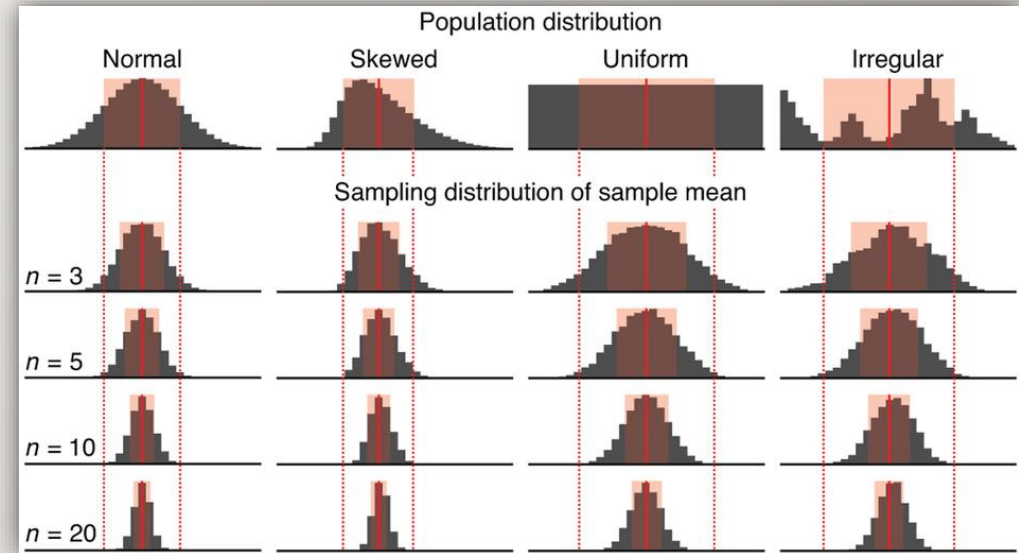 Population distribution
Normal Skewed Uniform Irregular
Sampling distribution of sample mean
n = 3
n = 5
n = 10
n = 20